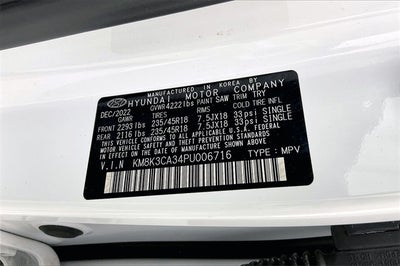 MANUFACTURED IN KOREA BY
HYUNDAI MOTOR COMPANY
DEC/2022 GVWR4222lbs PAINT SAW TRIM TRY
GAWR TIRES RIMS COLD TIRE INFL
FRONT 2293 lbs 235/45R18 7.5JX18 33psi SINGLE
REAR 2116 lbs 235/45R18 7.5JX18 33psi SINGLE
THIS VEHICLE CONFORMS TO ALL APPLICABLE
U.S. FEDERAL MOTOR VEHICLE SAFETY AND THEFT
PREVENTION STANDARDS IN EFFECT ON THE DATE
OF MANUFACTURE SHOWN ABOVE
V.I.N KM8K3CA34PU006716 TYPE : MPV